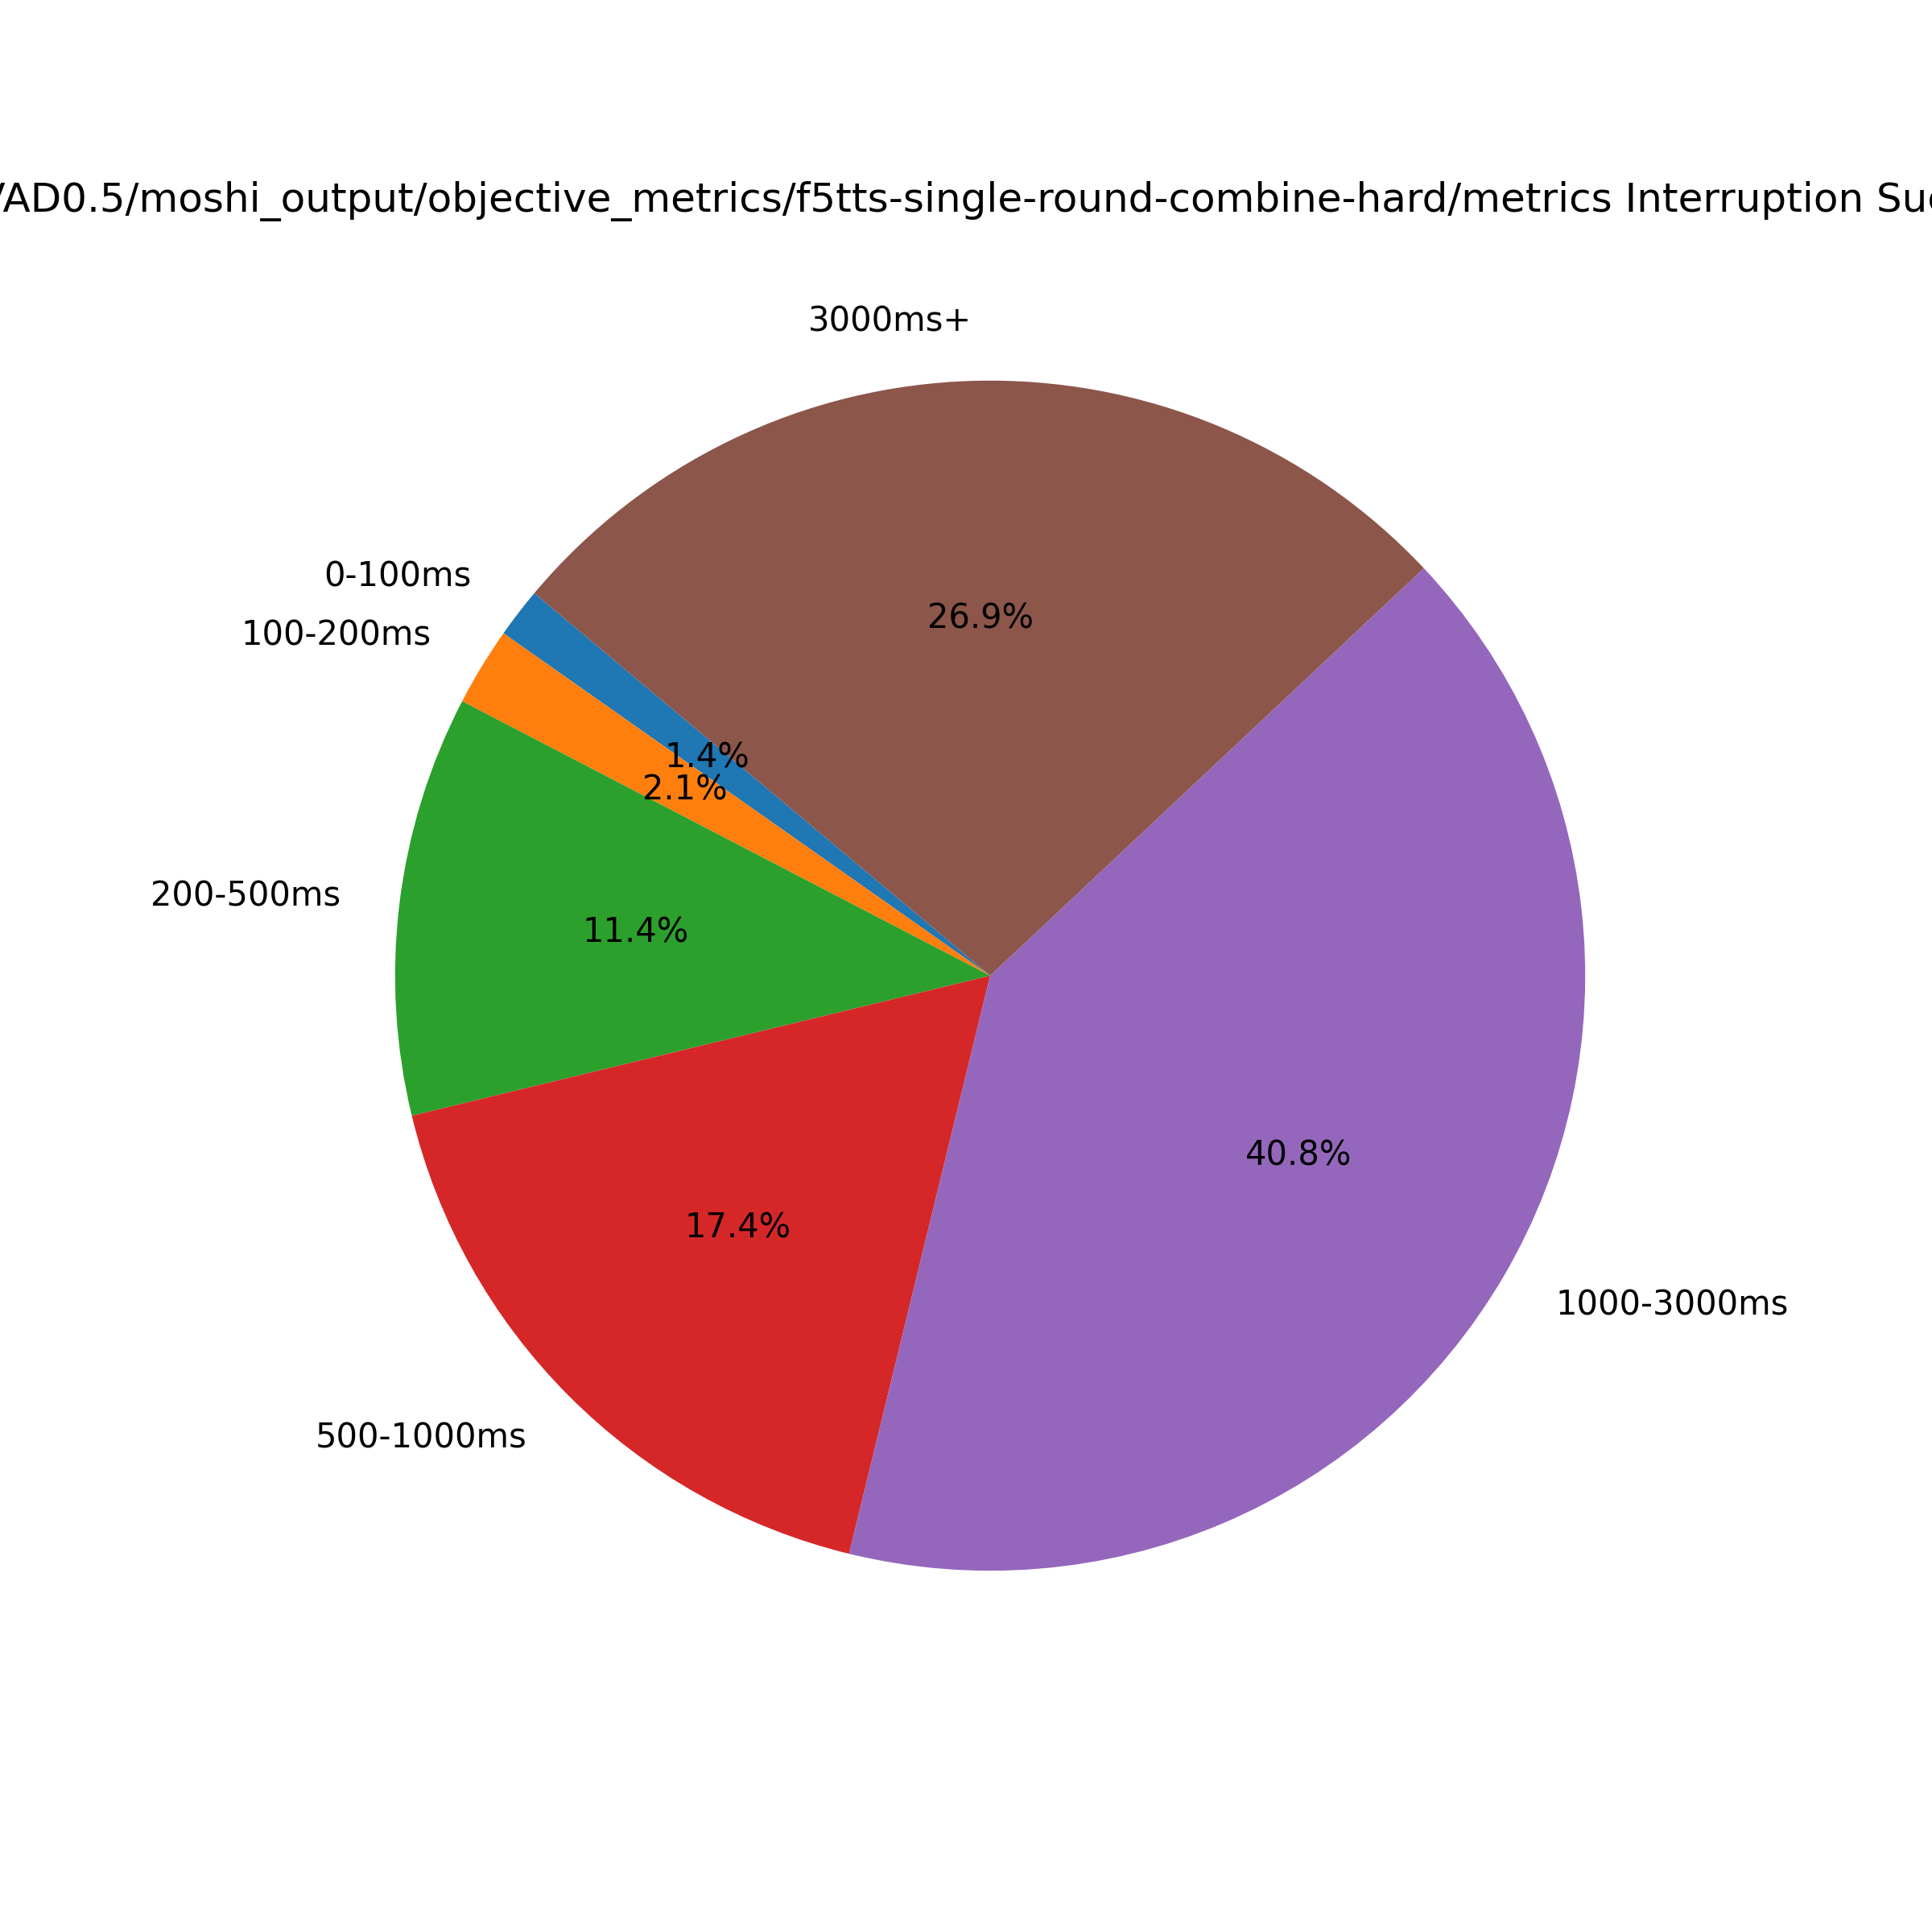 /AD0.5/moshi_output/objective_metrics/f5tts-single-round-combine-hard/metrics Interruption
3000ms+
26.9%
0-100ms
100-200ms
1.4%
2.1%
200-500ms
11.4%
40.8%
17.4%
1000-3000ms
500-1000ms